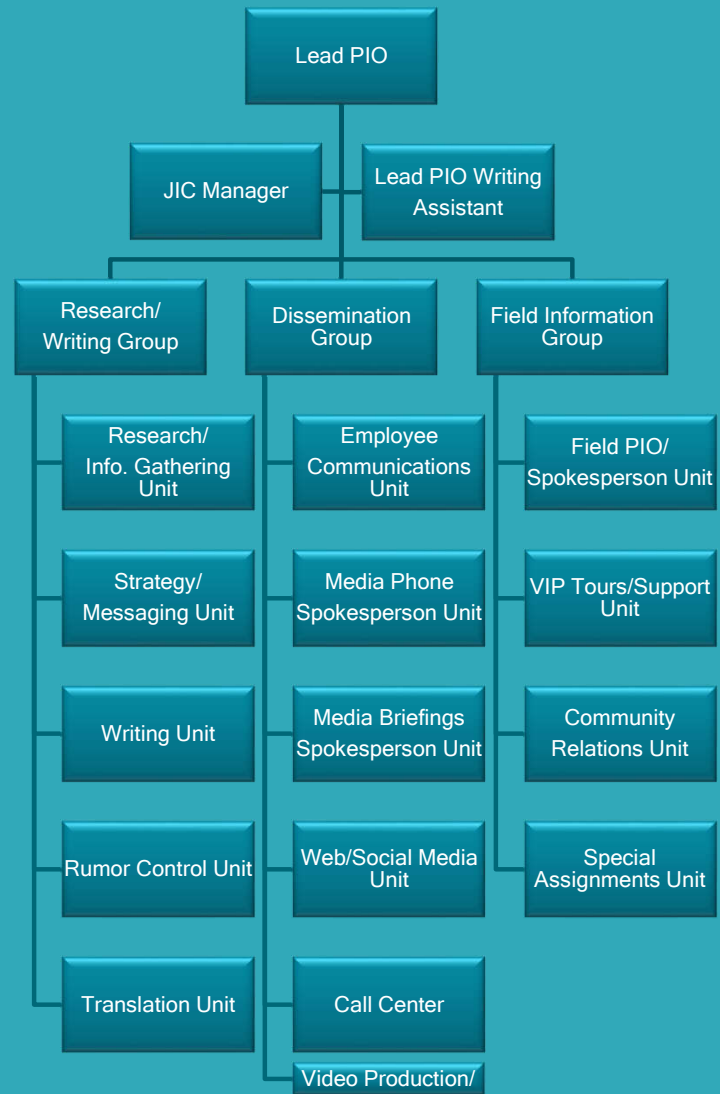 Lead PIO
JIC Manager
Lead PIO Writing
Assistant
Research/
Writing Group
Dissemination
Group
Field Information
Group
Research/
Info. Gathering
Unit
Strategy/
Messaging Unit
Writing Unit
Rumor Control Unit
Translation Unit
Employee
Communications
Unit
Media Phone
Spokesperson Unit
Media Briefings
Spokesperson Unit
Web/Social Media
Unit
Call Center
Video Production/
Field PIO/
Spokesperson Unit
VIP Tours/Support
Unit
Community
Relations Unit
Special
Assignments Unit